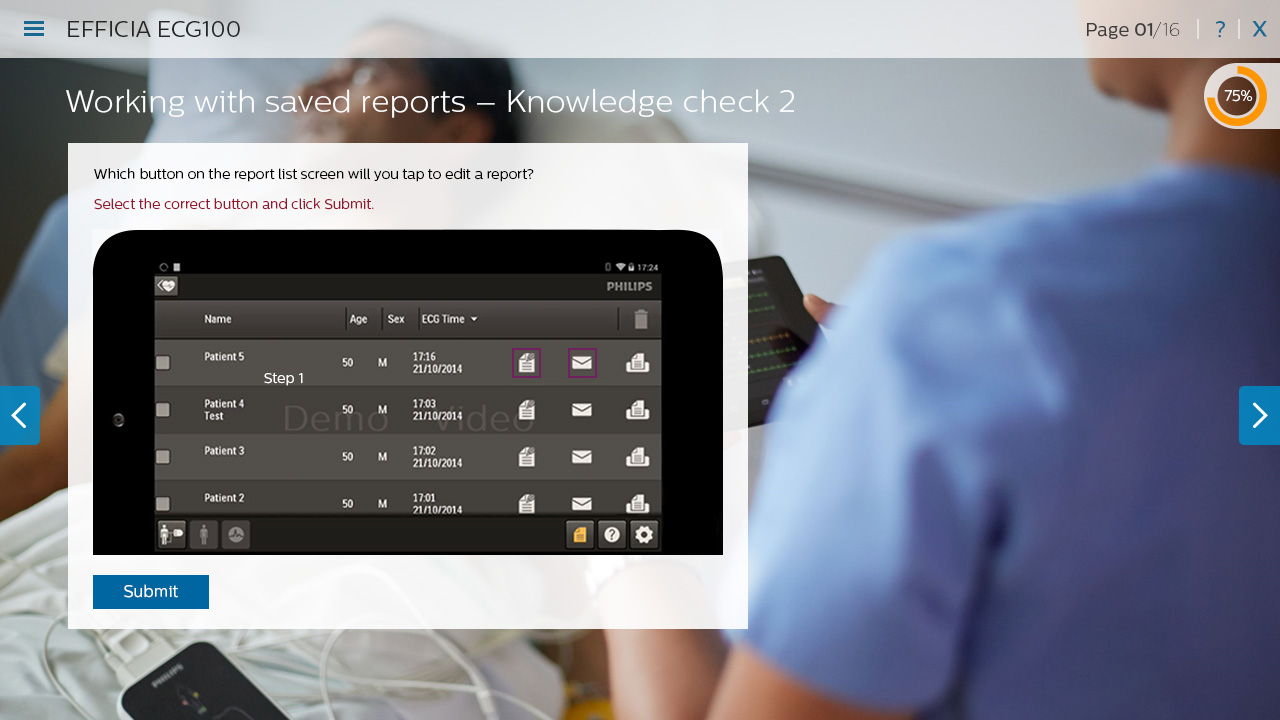 EFFICIA ECG100
Page 01/16
?
X
Working with saved reports – Knowledge check 2
75%
Which button on the report list screen will you tap to edit a report?
Select the correct button and click Submit.
17:24
PHILIPS
Name Age Sex ECG Time
Patient 5 50 M 17:16
21/10/2014
Step 1
Patient 4 50 M 17:03
Test 21/10/2014
Demo Video
Patient 3 50 M 17:02
21/10/2014
Patient 2 50 M 17:01
21/10/2014
?
Submit
PHILIPS